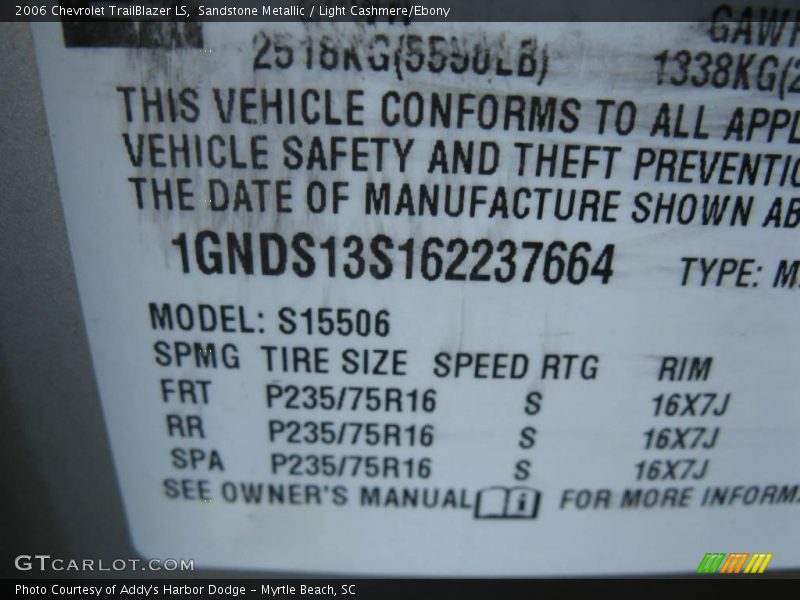 2006 Chevrolet TrailBlazer LS, Sandstone Metallic / Light Cashmere/Ebony
GAWR
2518KG(5550LB) 1338KG(2
THIS VEHICLE CONFORMS TO ALL APPL
VEHICLE SAFETY AND THEFT PREVENTIO
THE DATE OF MANUFACTURE SHOWN AB
1GNDS13S162237664 TYPE: M
MODEL: S15506
SPMG TIRE SIZE SPEED RTG RIM
FRT P235/75R16 S 16X7J
RR P235/75R16 S 16X7J
SPA P235/75R16 S 16X7J
SEE OWNER'S MANUAL i FOR MORE INFORM
GTCARLOT.COM
Photo Courtesy of Addy's Harbor Dodge - Myrtle Beach, SC